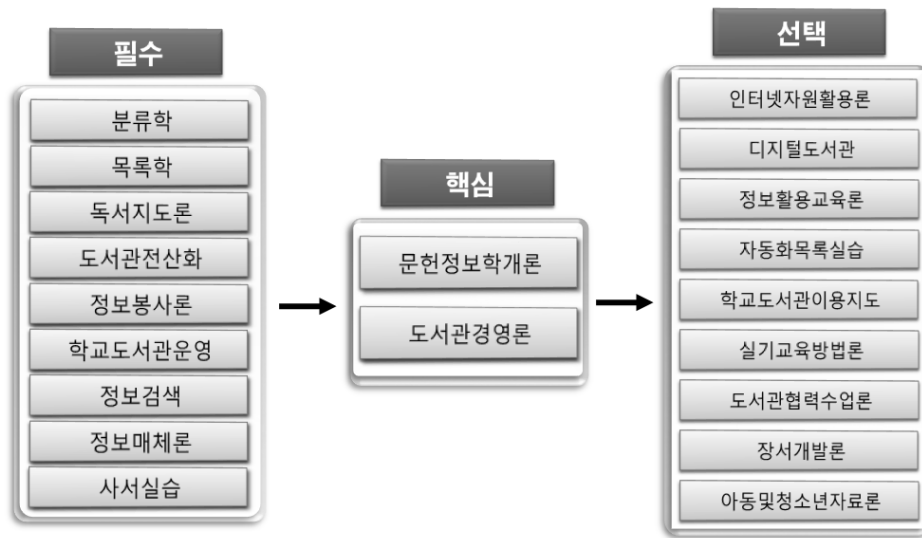 필수
분류학
목록학
독서지도론
도서관전산화
정보봉사론
학교도서관운영
정보검색
정보매체론
사서실습
핵심
문헌정보학개론
도서관경영론
선택
인터넷자원활용론
디지털도서관
정보활용교육론
자동화목록실습
학교도서관이용지도
실기교육방법론
도서관협력수업론
장서개발론
아동및청소년자료론